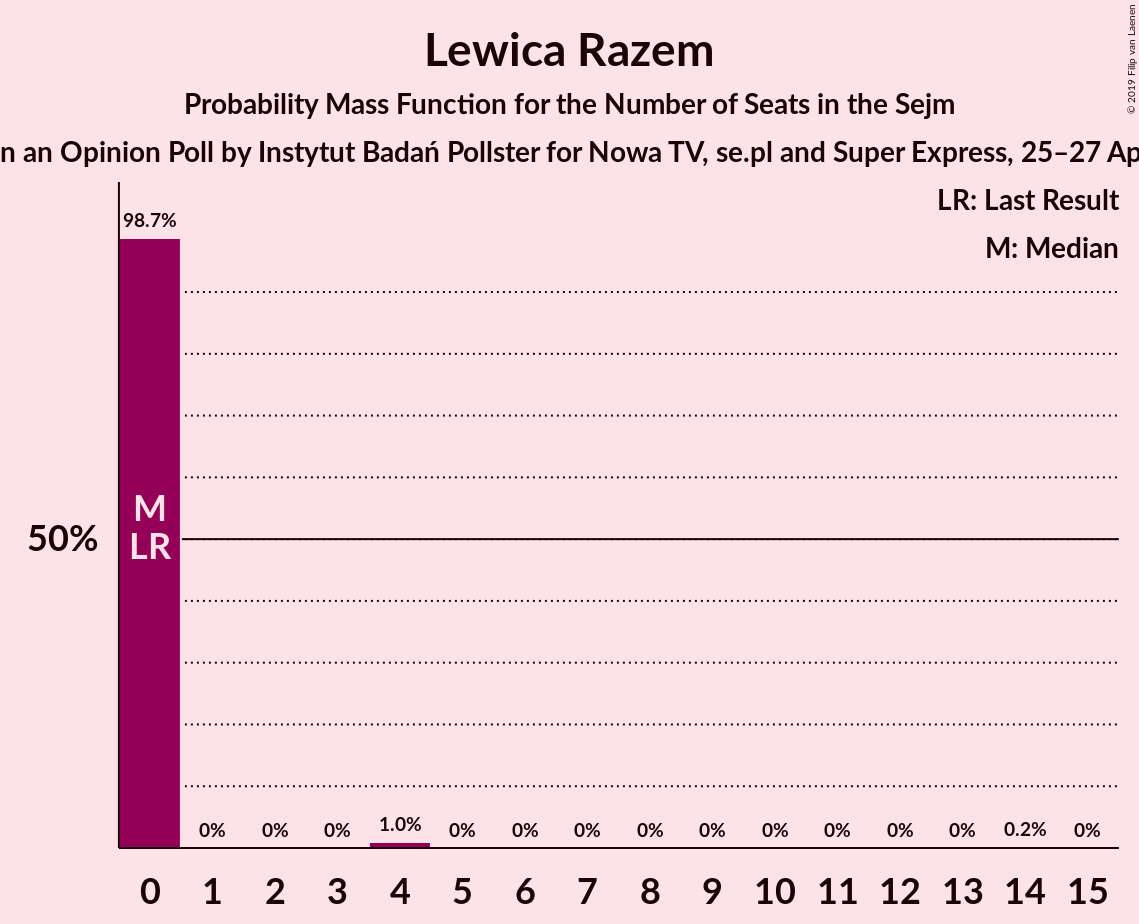 Lewica Razem
Probability Mass Function for the Number of Seats in the Sejm
n an Opinion Poll by Instytut Badań Pollster for Nowa TV, se.pl and Super Express, 25–27 Ap
© 2019 Filip van Laenen
LR: Last Result
M: Median
98.7%
M
LR
50%
0% 0% 0% 1.0% 0% 0% 0% 0% 0% 0% 0% 0% 0% 0.2% 0%
0 1 2 3 4 5 6 7 8 9 10 11 12 13 14 15